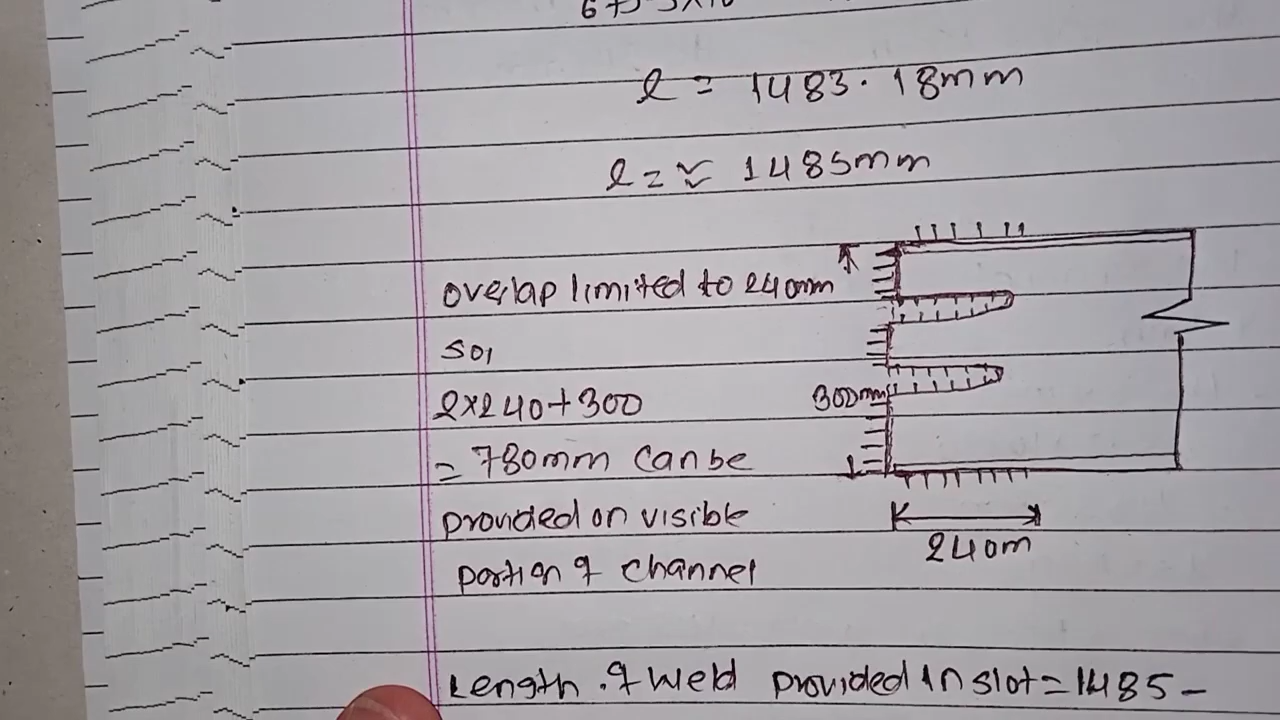 l = 1483.18mm
l = ≈ 1485mm
overlap limited to 240mm
so,
2×240+300
= 780mm can be
provided on visible
portion of channel
300mm
240m
Length of weld provided in slot = 1485 -